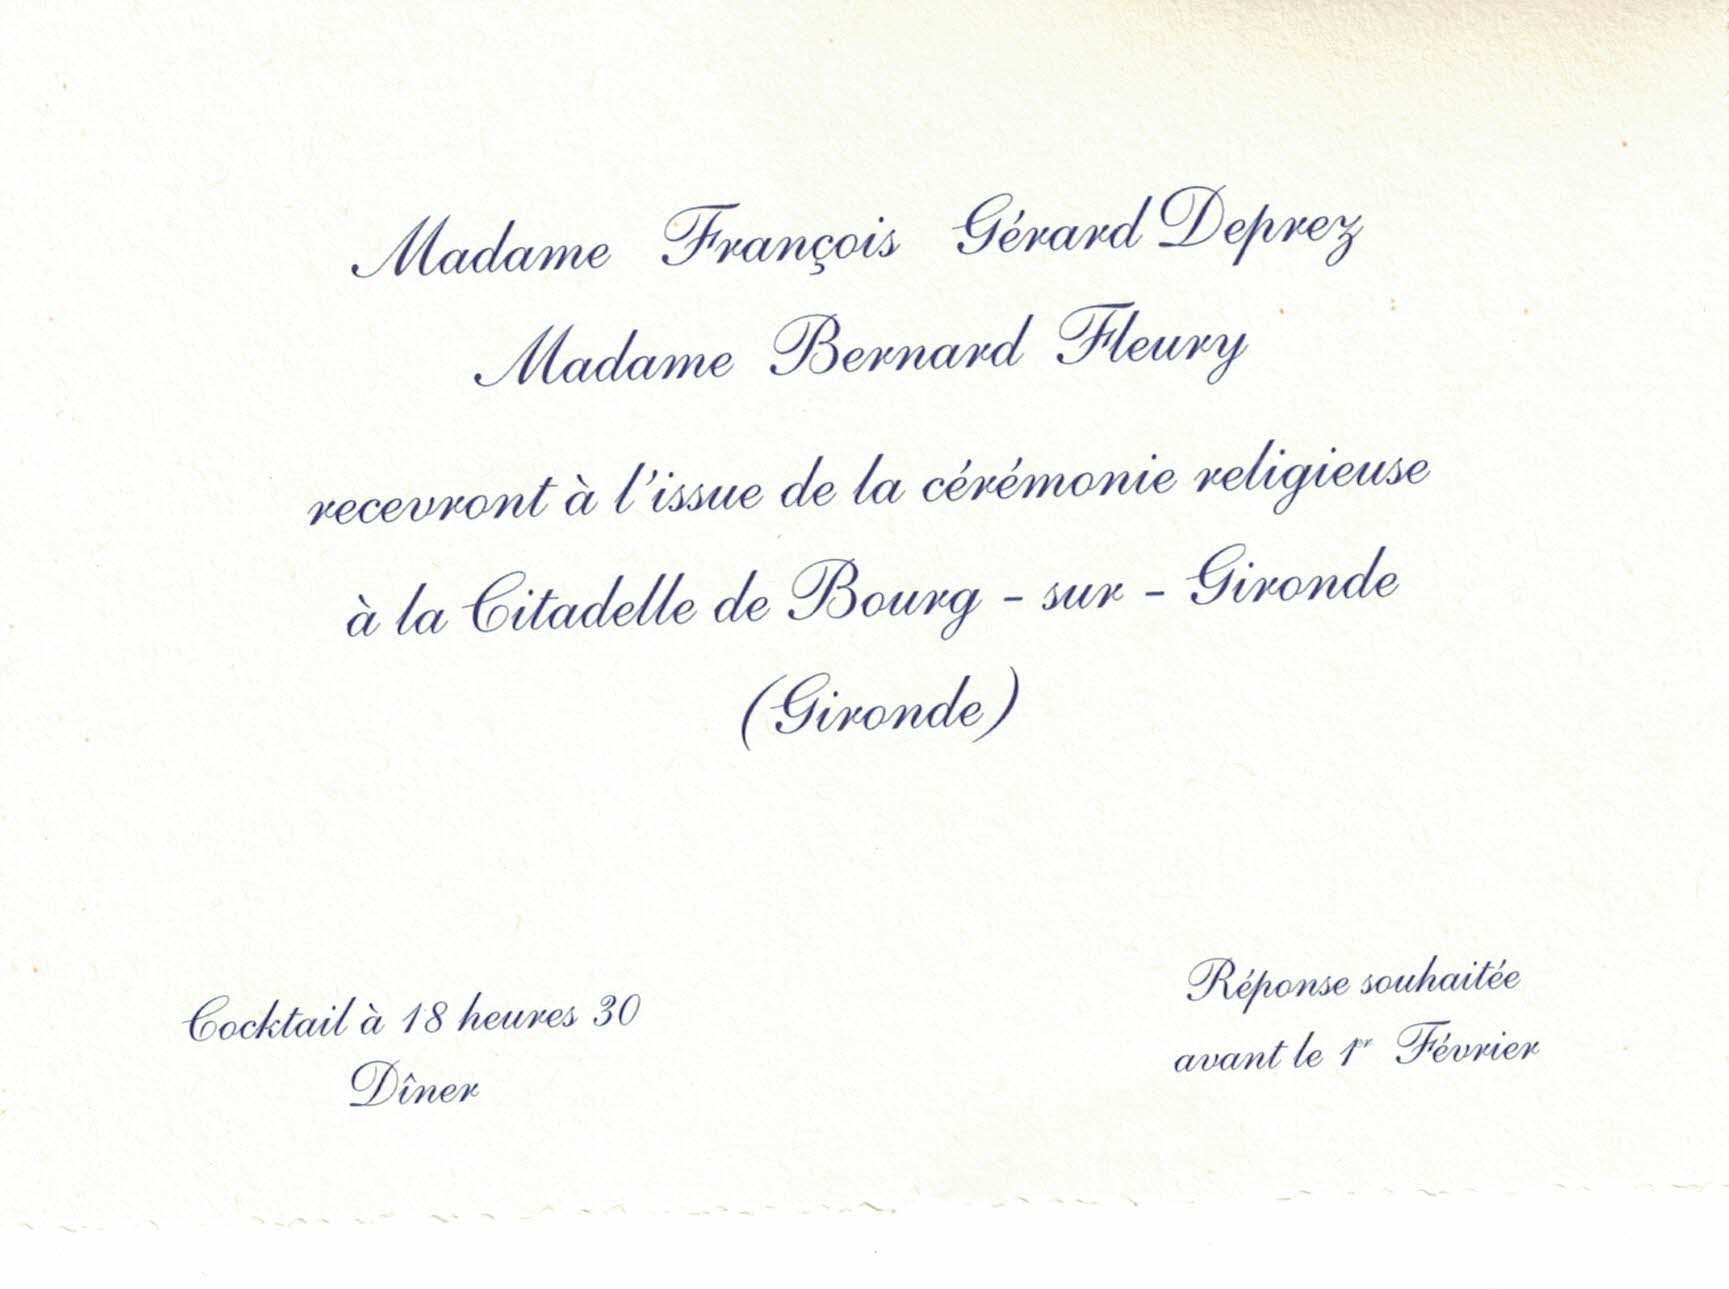 Madame François Gérard Deprez
Madame Bernard Fleury
recevront à l'issue de la cérémonie religieuse
à la Citadelle de Bourg - sur - Gironde
(Gironde)
Cocktail à 18 heures 30
Dîner
Réponse souhaitée
avant le 1er Février